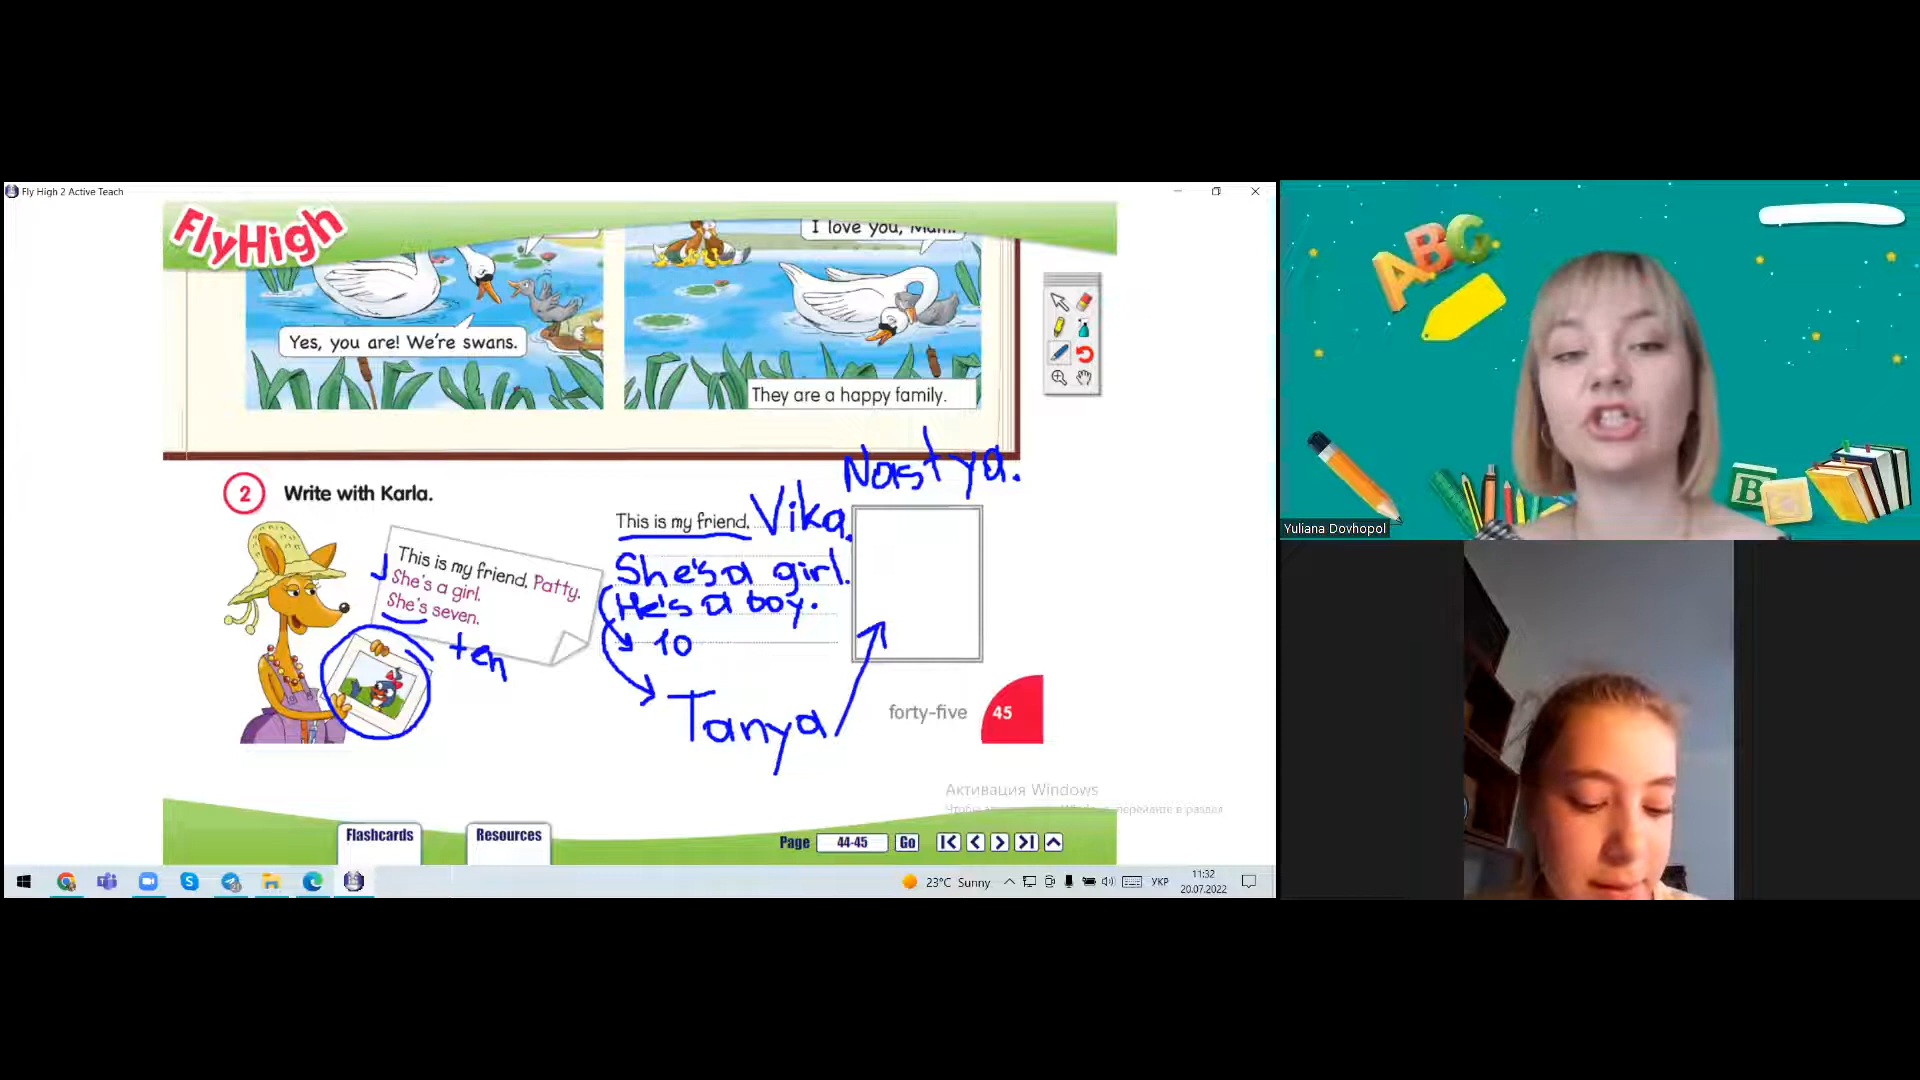 Fly High 2 Active Teach
FlyHigh
I love you, Mum.
Yes, you are! We're swans.
They are a happy family.
Nastya.
2 Write with Karla.
This is my friend. Vika.
This is my friend. Patty.
She's a girl.
She's seven.
ten
She's a girl.
He's a boy.
10
Tanya
forty-five 45
Активация Windows
Flashcards
Resources
Page 44-45 Go
23°C Sunny
УКР
11:32
20.07.2022
ABC
B
Yuliana Dovhopol